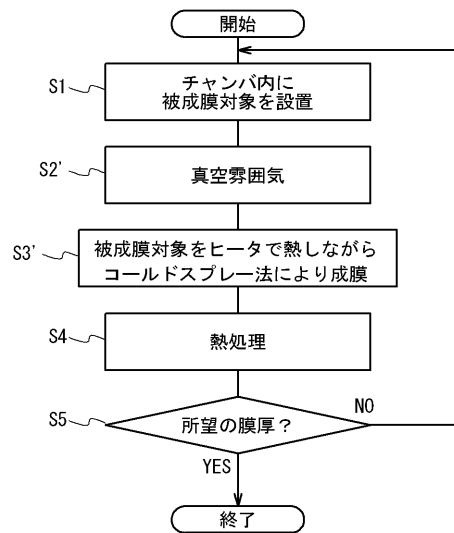 開始
S1
チャンバ内に
被成膜対象を設置
S2'
真空雰囲気
S3'
被成膜対象をヒータで熱しながら
コールドスプレー法により成膜
S4
熱処理
S5
所望の膜厚？
NO
YES
終了